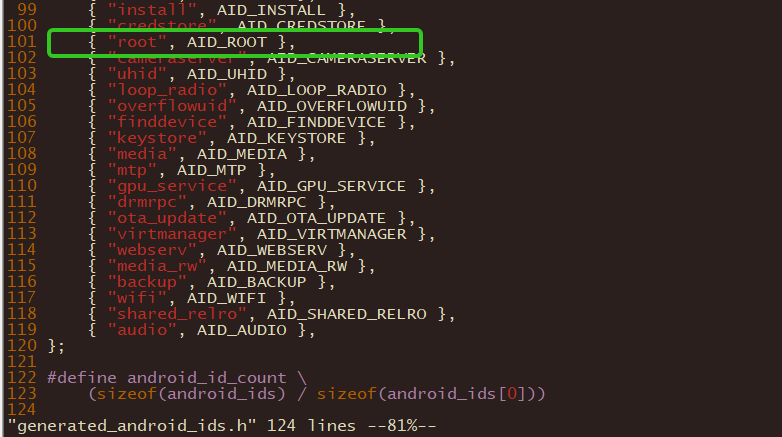 99     { "install", AID_INSTALL },
100     { "credstore", AID_CREDSTORE },
101     { "root", AID_ROOT },
102     { "cameraserver", AID_CAMERASERVER },
103     { "uhid", AID_UHID },
104     { "loop_radio", AID_LOOP_RADIO },
105     { "overflowuid", AID_OVERFLOWUID },
106     { "finddevice", AID_FINDDEVICE },
107     { "keystore", AID_KEYSTORE },
108     { "media", AID_MEDIA },
109     { "mtp", AID_MTP },
110     { "gpu_service", AID_GPU_SERVICE },
111     { "drmrpc", AID_DRMRPC },
112     { "ota_update", AID_OTA_UPDATE },
113     { "virtmanager", AID_VIRTMANAGER },
114     { "webserv", AID_WEBSERV },
115     { "media_rw", AID_MEDIA_RW },
116     { "backup", AID_BACKUP },
117     { "wifi", AID_WIFI },
118     { "shared_relro", AID_SHARED_RELRO },
119     { "audio", AID_AUDIO },
120 };
121
122 #define android_id_count \
123     (sizeof(android_ids) / sizeof(android_ids[0]))
124
"generated_android_ids.h" 124 lines --81%--